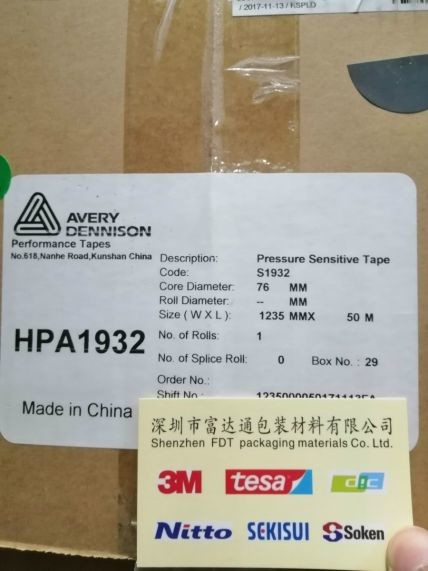 / 2017-11-13 / KSPLD
AVERY
DENNISON
Performance Tapes
No.618,Nanhe Road,Kunshan China
Description: Pressure Sensitive Tape
Code: S1932
Core Diameter: 76 MM
Roll Diameter: -- MM
Size ( W X L ): 1235 MMX 50 M
HPA1932
No. of Rolls: 1
No. of Splice Roll: 0 Box No. : 29
Order No.:
Made in China
Shift No.:
深圳市富达通包装材料有限公司
Shenzhen FDT packaging materials Co. Ltd.
3M tesa dic
Nitto SEKISUI Soken